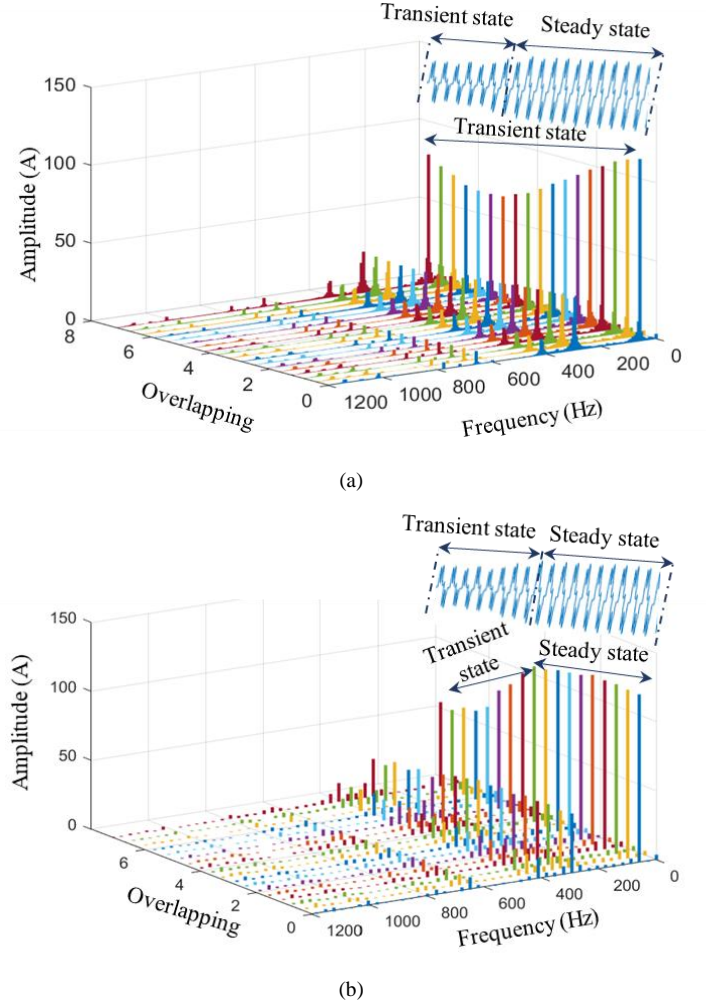 Transient state
Steady state
Transient state
150
100
50
0
Amplitude (A)
8
6
4
2
0
Overlapping
1200
1000
800
600
400
200
0
Frequency (Hz)
(a)
Transient state
Steady state
Transient
state
Steady state
150
100
50
0
Amplitude (A)
6
4
2
0
Overlapping
1200
1000
800
600
400
200
0
Frequency (Hz)
(b)